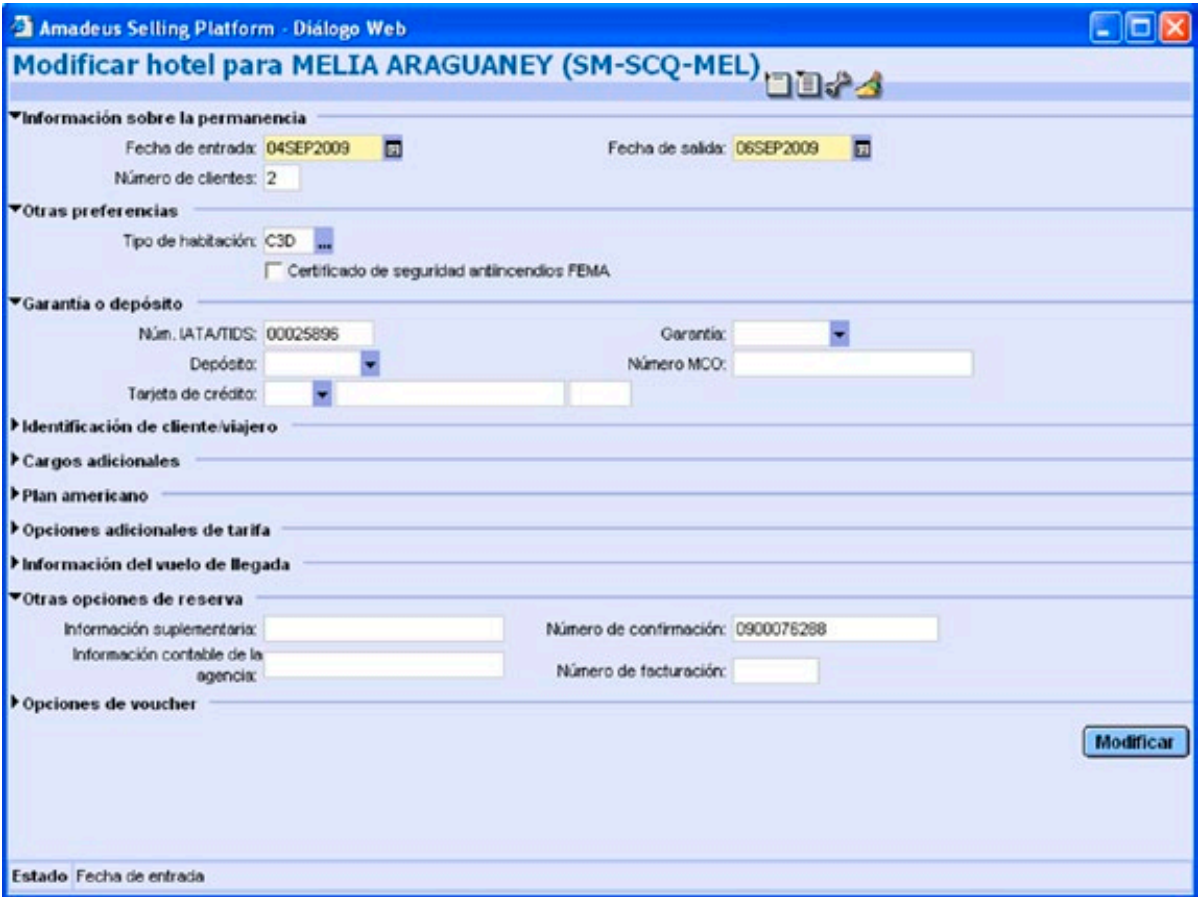 Amadeus Selling Platform - Diálogo Web
Modificar hotel para MELIA ARAGUANEY (SM-SCQ-MEL)
Información sobre la permanencia
Fecha de entrada: 04SEP2009 Fecha de salida: 06SEP2009
Número de clientes: 2
Otras preferencias
Tipo de habitación: C3D ...
Certificado de seguridad antiincendios FEMA
Garantía o depósito
Núm. IATA/TIDS: 00025896 Garantía:
Depósito: Número MCO:
Tarjeta de crédito:
Identificación de cliente/viajero
Cargos adicionales
Plan americano
Opciones adicionales de tarifa
Información del vuelo de llegada
Otras opciones de reserva
Información suplementaria: Número de confirmación: 0900076288
Información contable de la
agencia: Número de facturación:
Opciones de voucher
Modificar
Estado Fecha de entrada